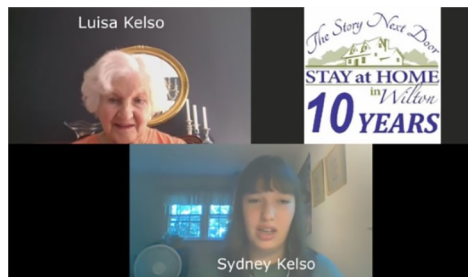 Luisa Kelso
The Story Next Door
STAY at HOME
in Wilton
10 YEARS
Sydney Kelso